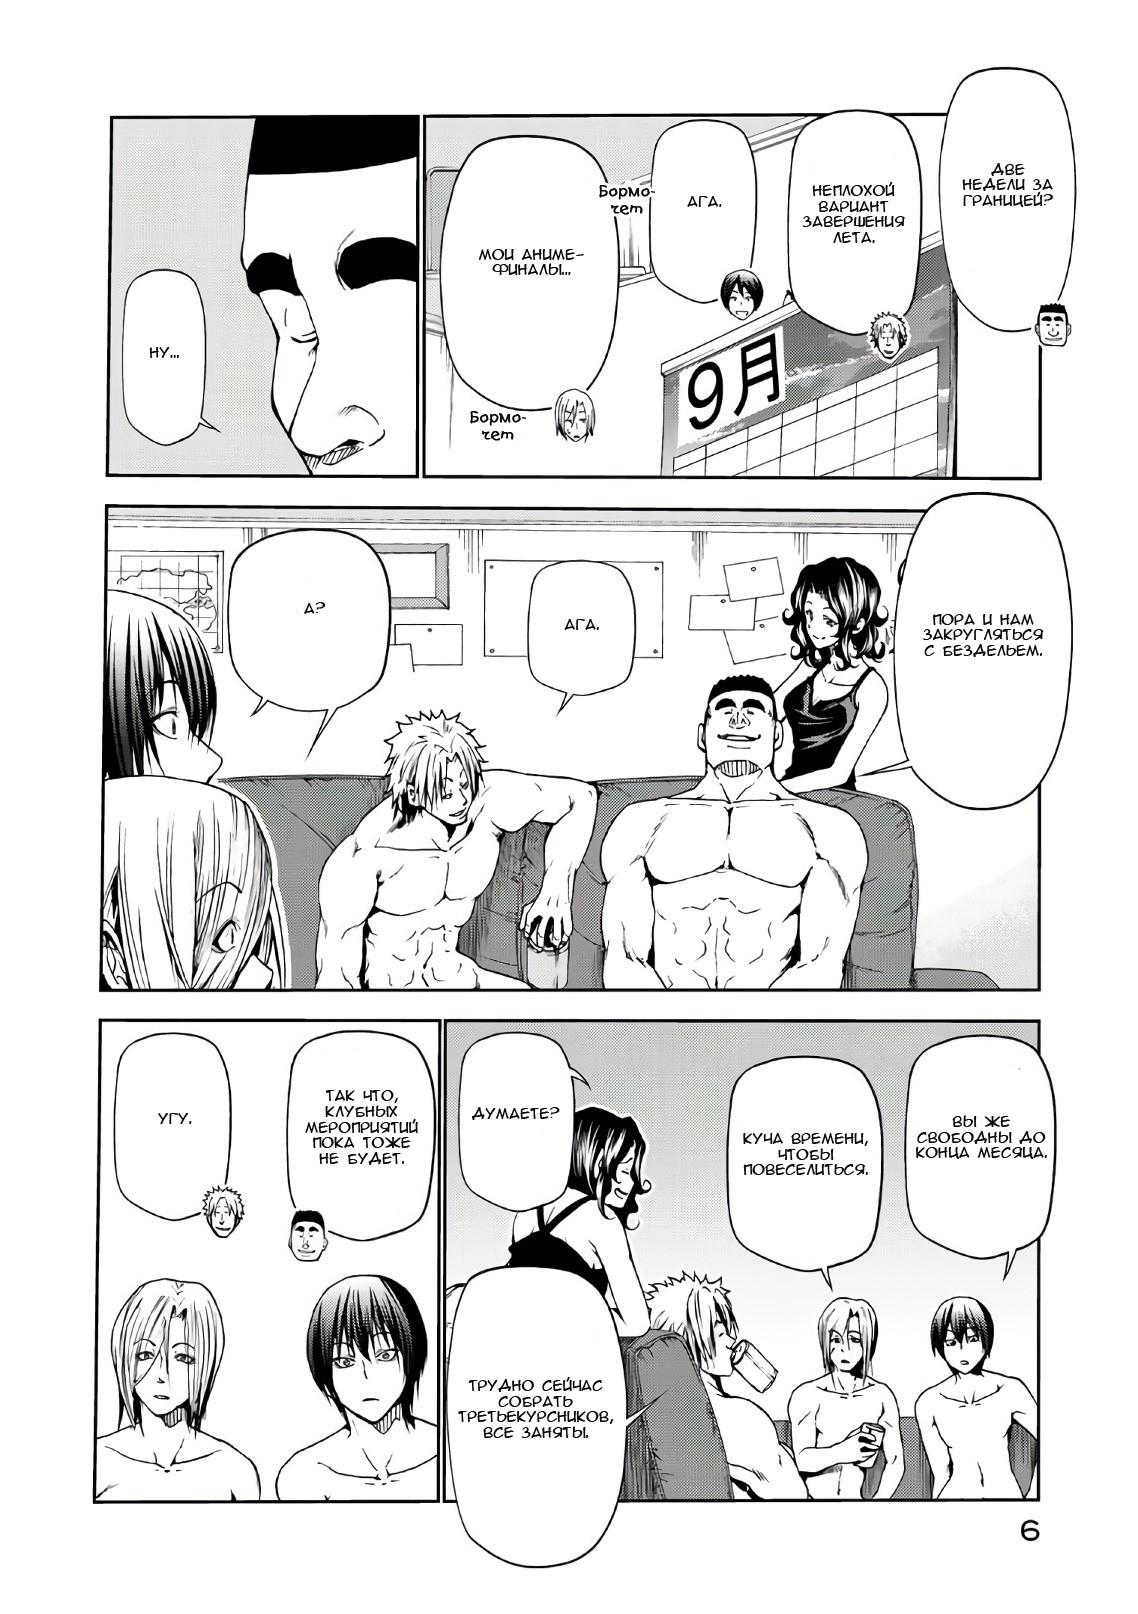 ДВЕ
НЕДЕЛИ ЗА
ГРАНИЦЕЙ?
НЕПЛОХОЙ
ВАРИАНТ
ЗАВЕРШЕНИЯ
ЛЕТА.
АГА.
Бормо-
чет
МОИ АНИМЕ-
ФИНАЛЫ...
Бормо-
чет
9月
НУ...
ПОРА И НАМ
ЗАКРУГЛЯТЬСЯ
С БЕЗДЕЛЬЕМ.
АГА.
А?
ВЫ ЖЕ
СВОБОДНЫ ДО
КОНЦА МЕСЯЦА.
КУЧА ВРЕМЕНИ,
ЧТОБЫ
ПОВЕСЕЛИТЬСЯ.
ДУМАЕТЕ?
ТРУДНО СЕЙЧАС
СОБРАТЬ
ТРЕТЬЕКУРСНИКОВ,
ВСЕ ЗАНЯТЫ.
ТАК ЧТО,
КЛУБНЫХ
МЕРОПРИЯТИЙ
ПОКА ТОЖЕ
НЕ БУДЕТ.
УГУ.
6